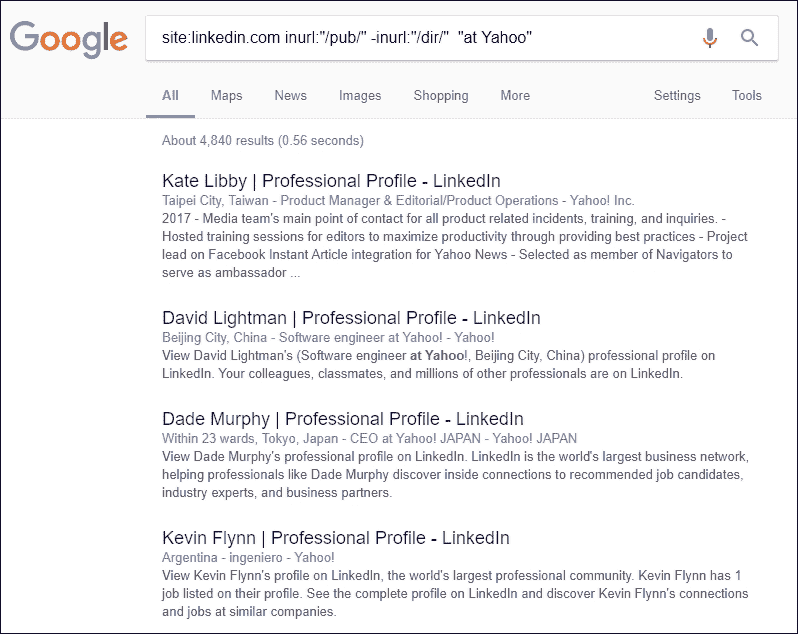 Google
site:linkedin.com inurl:"/pub/" -inurl:"/dir/"  "at Yahoo"
All Maps News Images Shopping More Settings Tools
About 4,840 results (0.56 seconds)
Kate Libby | Professional Profile - LinkedIn
Taipei City, Taiwan - Product Manager & Editorial/Product Operations - Yahoo! Inc.
2017 - Media team's main point of contact for all product related incidents, training, and inquiries. -
Hosted training sessions for editors to maximize productivity through providing best practices - Project
lead on Facebook Instant Article integration for Yahoo News - Selected as member of Navigators to
serve as ambassador ...
David Lightman | Professional Profile - LinkedIn
Beijing City, China - Software engineer at Yahoo! - Yahoo!
View David Lightman's (Software engineer at Yahoo!, Beijing City, China) professional profile on
LinkedIn. Your colleagues, classmates, and millions of other professionals are on LinkedIn.
Dade Murphy | Professional Profile - LinkedIn
Within 23 wards, Tokyo, Japan - CEO at Yahoo! JAPAN - Yahoo! JAPAN
View Dade Murphy's professional profile on LinkedIn. LinkedIn is the world's largest business network,
helping professionals like Dade Murphy discover inside connections to recommended job candidates,
industry experts, and business partners.
Kevin Flynn | Professional Profile - LinkedIn
Argentina - ingeniero - Yahoo!
View Kevin Flynn's profile on LinkedIn, the world's largest professional community. Kevin Flynn has 1
job listed on their profile. See the complete profile on LinkedIn and discover Kevin Flynn's connections
and jobs at similar companies.